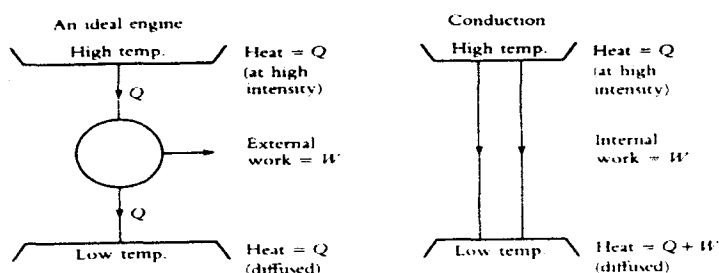 An ideal engine
High temp.
Heat = Q
(at high
intensity)
Q
External
work = W
Q
Low temp.
Heat = Q
(diffused)
Conduction
High temp.
Heat = Q
(at high
intensity)
Internal
work = W
Low temp.
Heat = Q + W
(diffused)